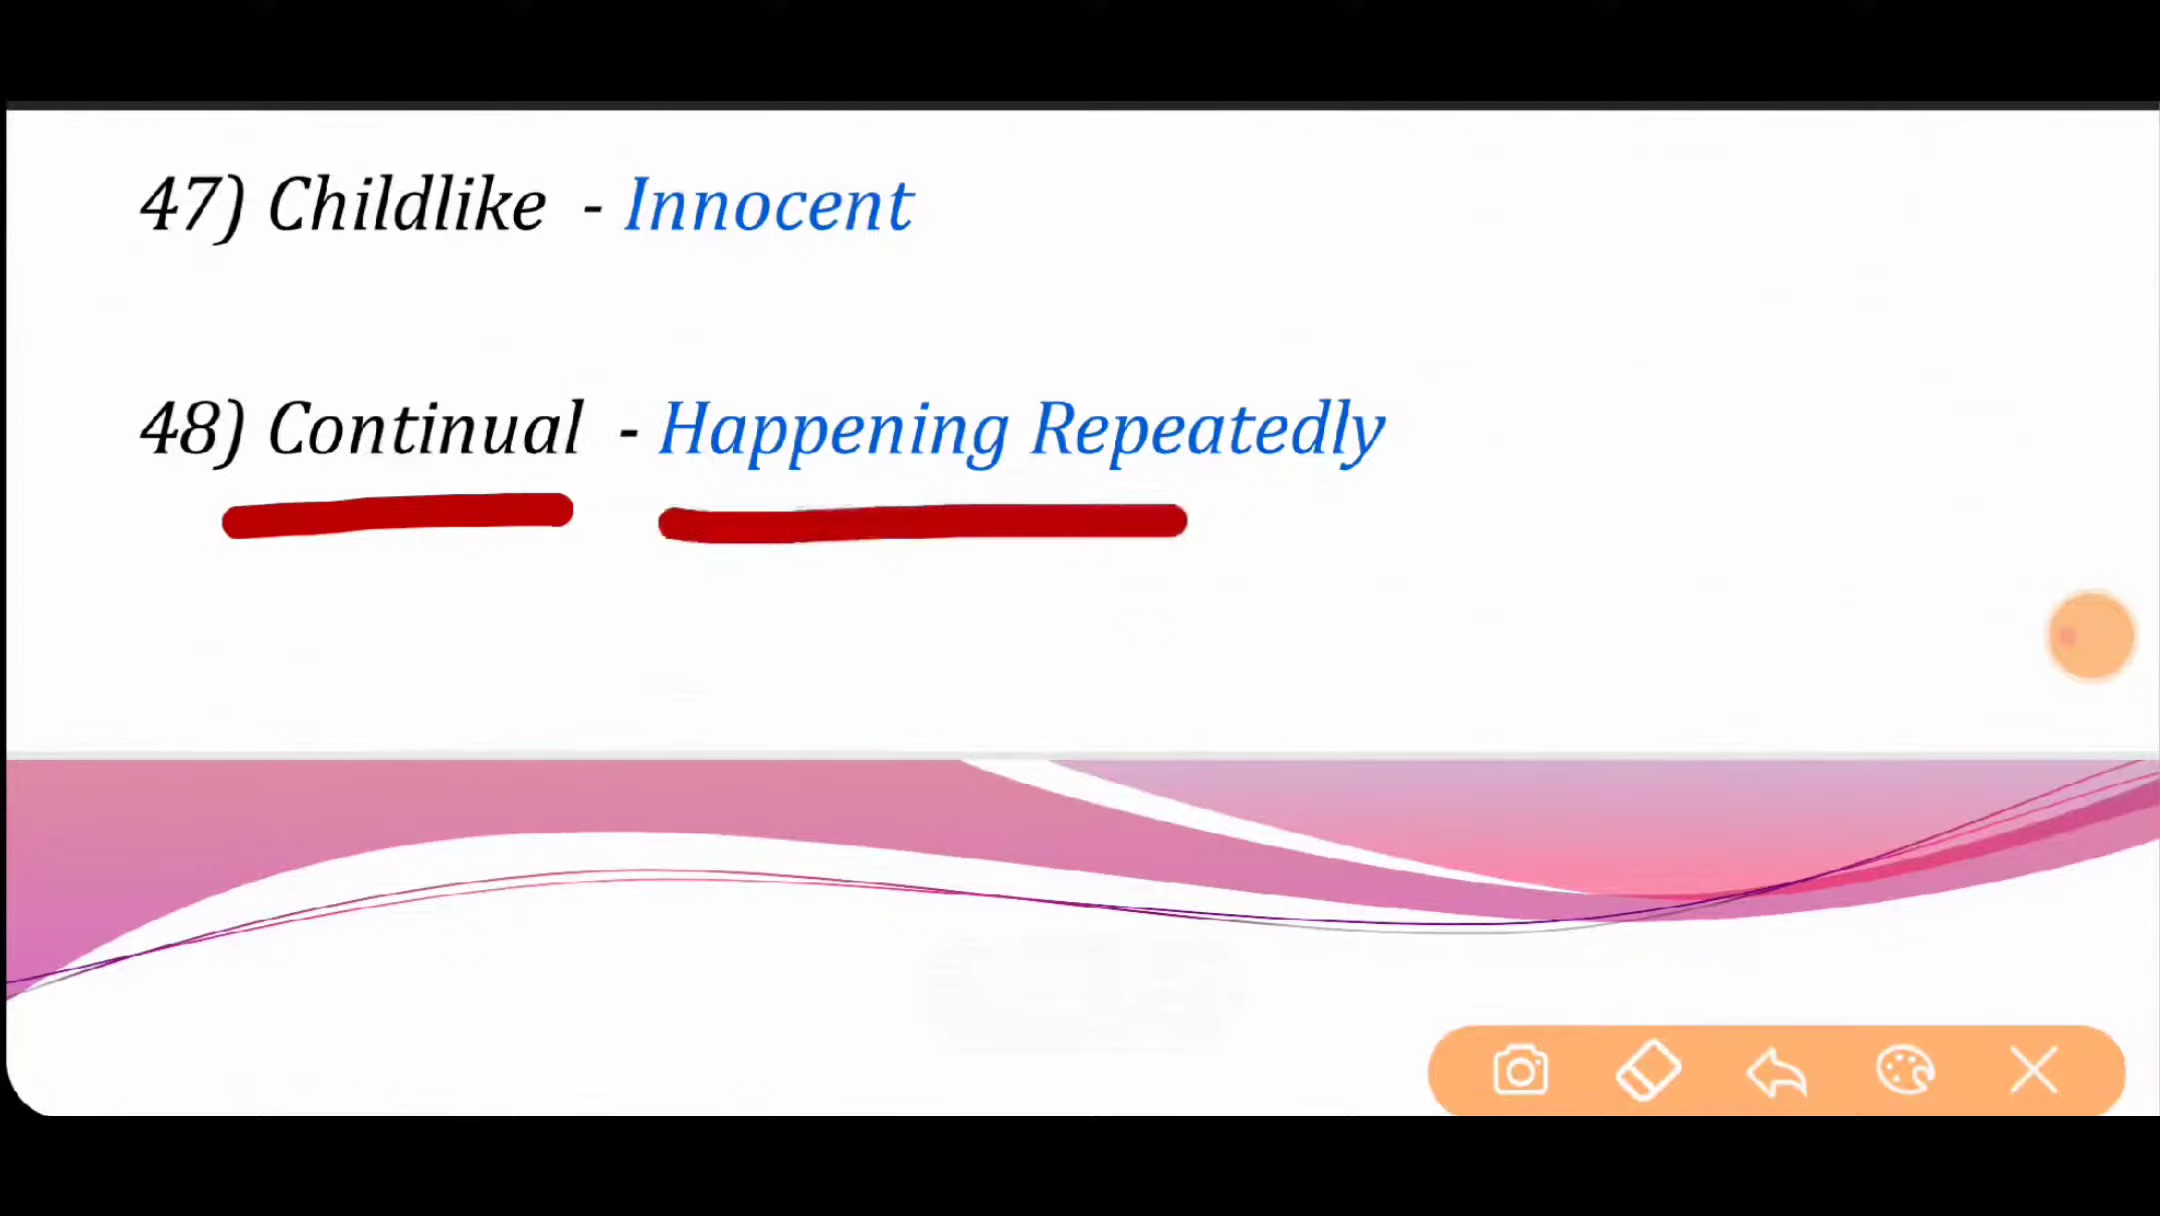 47) Childlike - Innocent
48) Continual - Happening Repeatedly